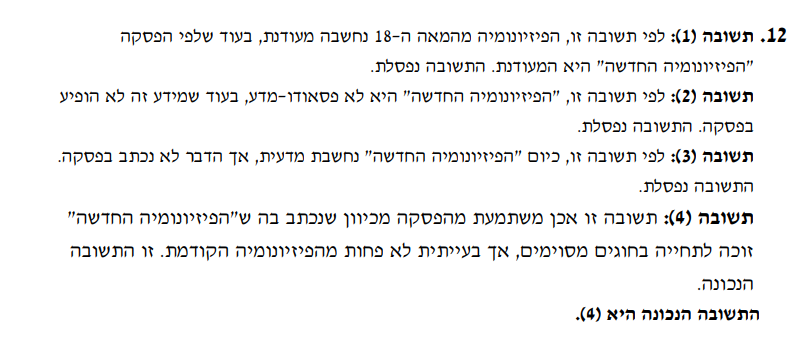 12. תשובה (1): לפי תשובה זו, הפיזיונומיה מהמאה ה-18 נחשבה מעודנת, בעוד שלפי הפסקה
"הפיזיונומיה החדשה" היא המעודנת. התשובה נפסלת.
תשובה (2): לפי תשובה זו, "הפיזיונומיה החדשה" היא לא פסאודו-מדע, בעוד שמידע זה לא הופיע
בפסקה. התשובה נפסלת.
תשובה (3): לפי תשובה זו, כיום "הפיזיונומיה החדשה" נחשבת מדעית, אך הדבר לא נכתב בפסקה.
התשובה נפסלת.
תשובה (4): תשובה זו אכן משתמעת מהפסקה מכיוון שנכתב בה ש"הפיזיונומיה החדשה"
זוכה לתחייה בחוגים מסוימים, אך בעייתית לא פחות מהפיזיונומיה הקודמת. זו התשובה
הנכונה.
התשובה הנכונה היא (4).